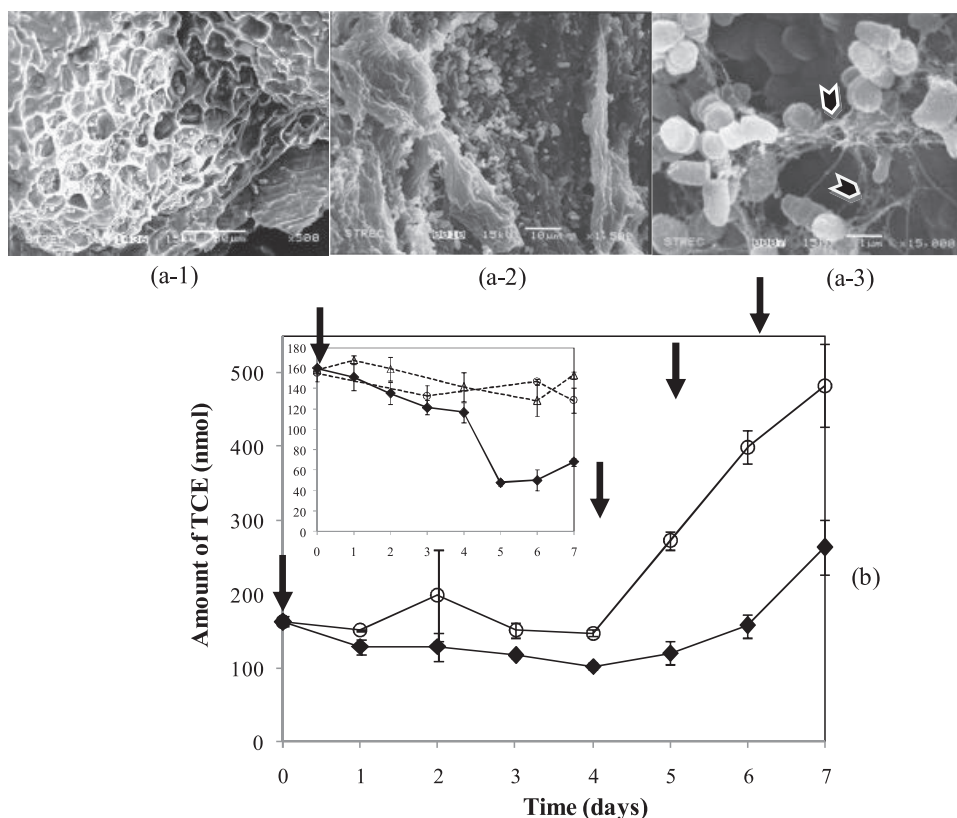 STREC 15kV x500
STREC 0010 15kV 10µm x1,500
STREC 0007 1µm x15,000
(a-1)
(a-2)
(a-3)
180
160
140
120
100
80
60
40
20
0
0 1 2 3 4 5 6 7
500
400
300
200
100
0
Amount of TCE (nmol)
(b)
0 1 2 3 4 5 6 7
Time (days)